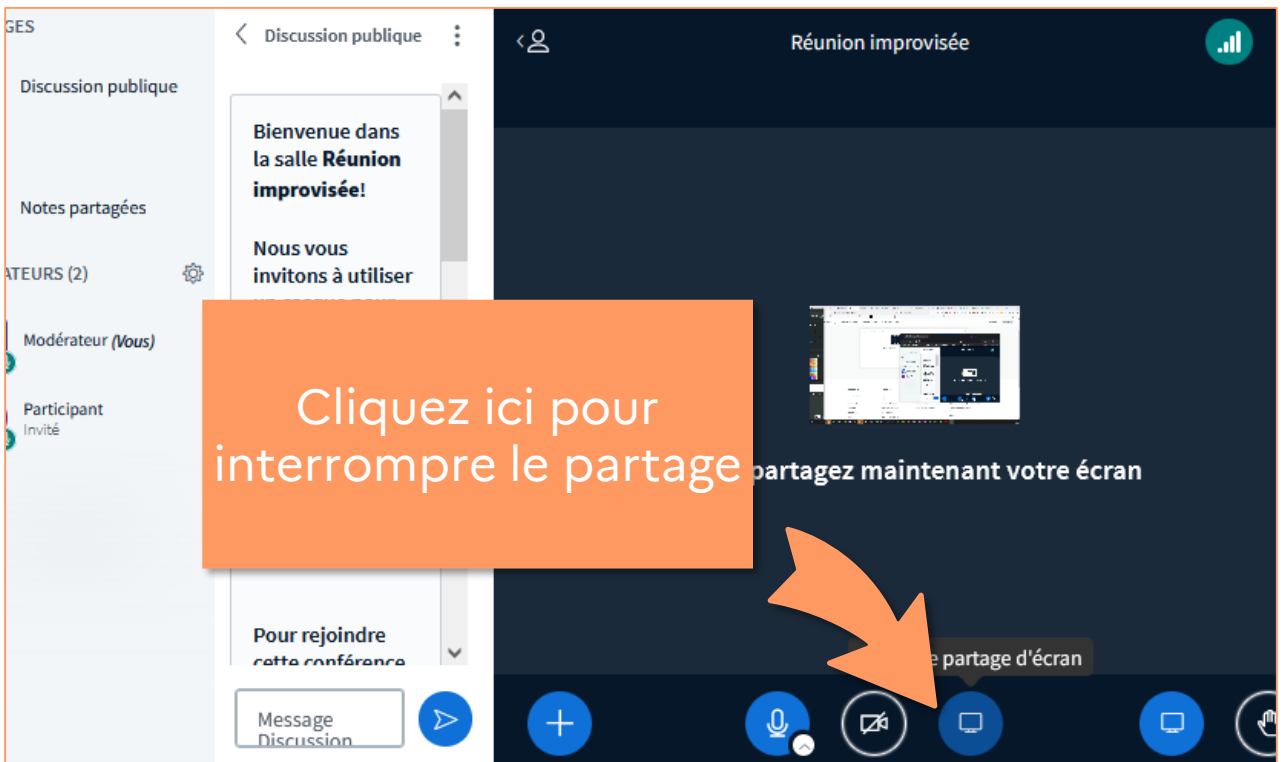 GES
Discussion publique
Notes partagées
ATEURS (2)
Modérateur (Vous)
Participant
Invité
Discussion publique
Bienvenue dans
la salle Réunion
improvisée!
Nous vous
invitons à utiliser
Pour rejoindre
cette conférence
Message
Discussion
Réunion improvisée
Cliquez ici pour
interrompre le partage
partagez maintenant votre écran
e partage d'écran